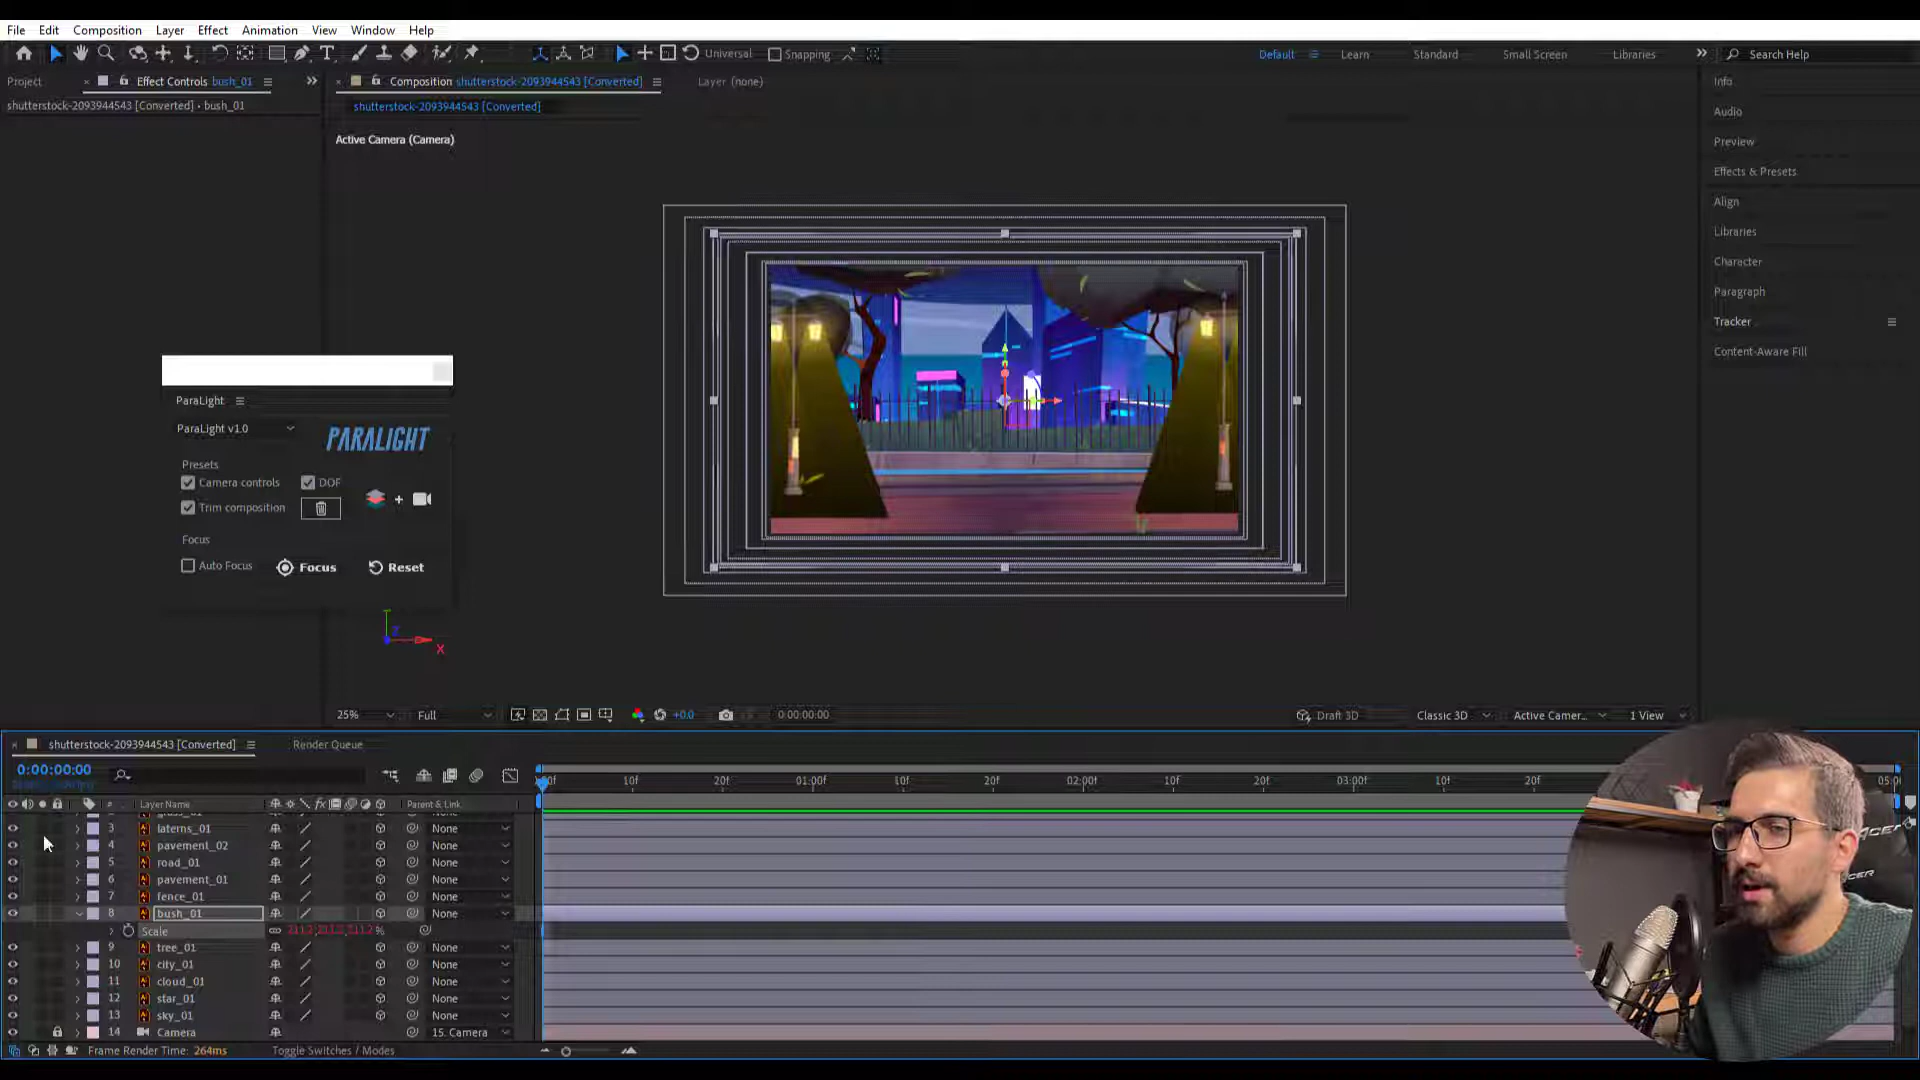 File Edit Composition Layer Effect Animation View Window Help
Universal Snapping Default Learn Standard Small Screen Libraries Search Help
Project Effect Controls bush_01 Composition shutterstock-2093944543 [Converted] Layer (none) Info
shutterstock-2093944543 [Converted] • bush_01 shutterstock-2093944543 [Converted]
Audio
Active Camera (Camera)
Preview
Effects & Presets
Align
Libraries
Character
Paragraph
Tracker
Content-Aware Fill
ParaLight
ParaLight v1.0
PARALIGHT
Presets
Camera controls DOF
Trim composition
Focus
Auto Focus Focus Reset
X
25% Full +0.0 0:00:00:00 Draft 3D Classic 3D Active Camer... 1 View
shutterstock-2093944543 [Converted] Render Queue
0:00:00:00
10f 20f 01:00f 10f 20f 02:00f 10f 20f 03:00f 10f 20f
# Layer Name Parent & Link
3 laterns_01 None
4 pavement_02 None
5 road_01 None
6 pavement_01 None
7 fence_01 None
8 bush_01 None
Scale
9 tree_01 None
10 city_01 None
11 cloud_01 None
12 star_01 None
13 sky_01 None
14 Camera 15. Camera
Frame Render Time: 264ms Toggle Switches / Modes